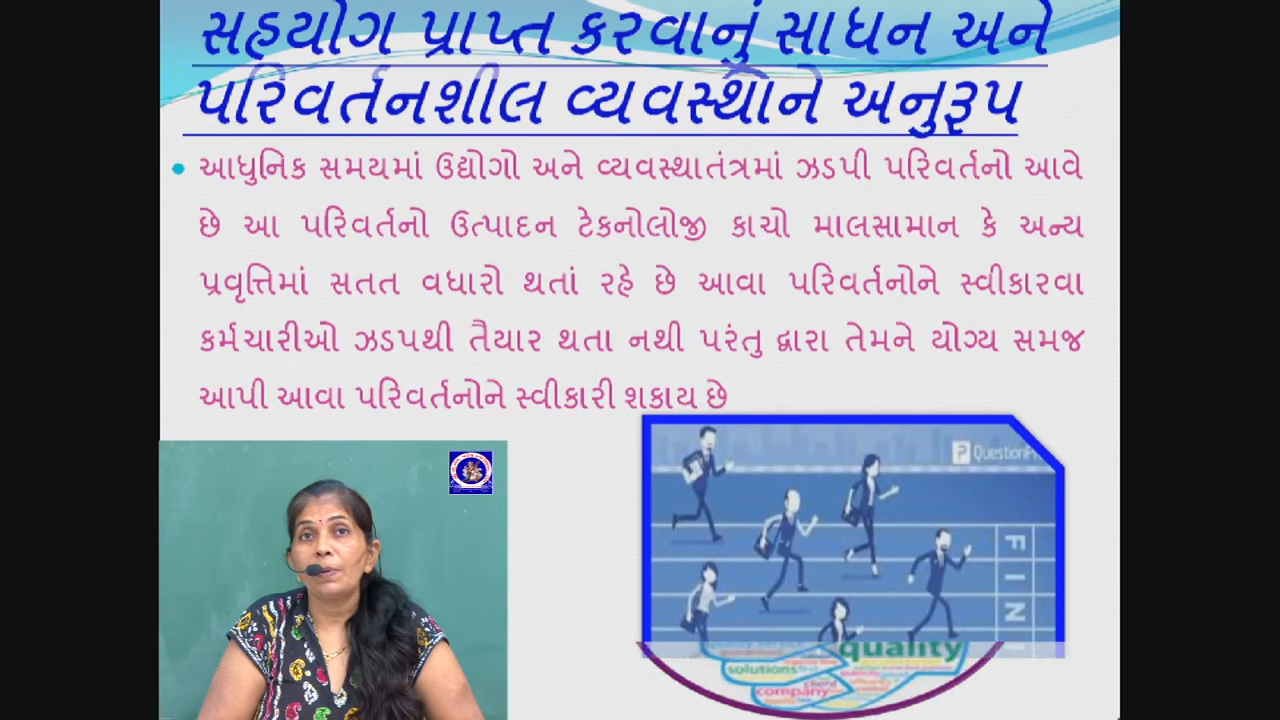 સહયોગ પ્રાપ્ત કરવાનું સાધન અને
પરિવર્તનશીલ વ્યવસ્થાને અનુરૂપ
આધુનિક સમયમાં ઉદ્યોગો અને વ્યવસ્થાતંત્રમાં ઝડપી પરિવર્તનો આવે
છે આ પરિવર્તનો ઉત્પાદન ટેકનોલોજી કાચો માલસામાન કે અન્ય
પ્રવૃત્તિમાં સતત વધારો થતાં રહે છે આવા પરિવર્તનોને સ્વીકારવા
કર્મચારીઓ ઝડપથી તૈયાર થતા નથી પરંતુ દ્વારા તેમને યોગ્ય સમજ
આપી આવા પરિવર્તનોને સ્વીકારી શકાય છે
F
I
N
quality
solutions
company